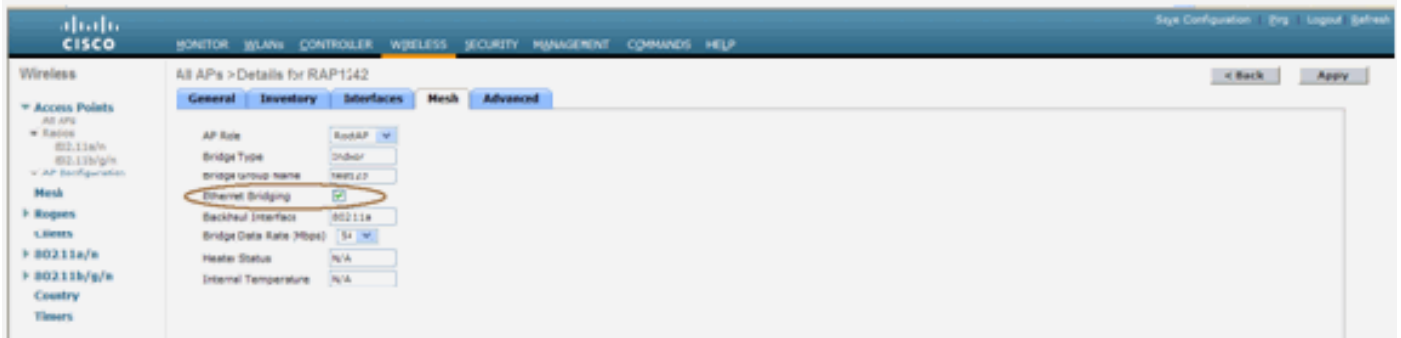 Save Configuration | Ping | Logout Refresh
CISCO
MONITOR WLANs CONTROLLER WIRELESS SECURITY MANAGEMENT COMMANDS HELP
Wireless
All APs > Details for RAP1242
< Back
Apply
General Inventory Interfaces Mesh Advanced
Access Points
All APs
Radios
802.11a/n
802.11b/g/n
AP Configuration
Mesh
Rogues
Clients
802.11a/n
802.11b/g/n
Country
Timers
AP Role RootAP
Bridge Type Indoor
Bridge Group Name test123
Ethernet Bridging
Backhaul Interface 802.11a
Bridge Data Rate (Mbps) 54
Heater Status N/A
Internal Temperature N/A